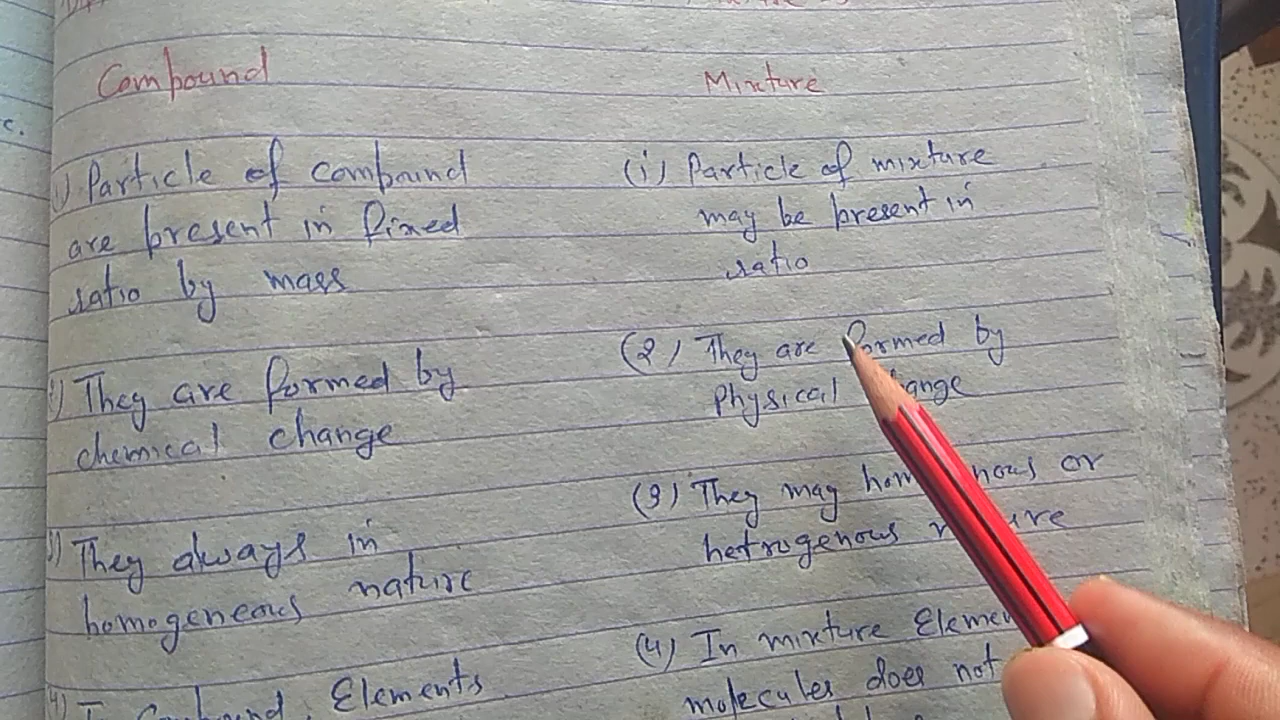 Compound
1) Particle of compound
are present in fixed
ratio by mass
2) They are formed by
chemical change
3) They always in
homogeneous nature
4) Elements
Mixture
(i) Particle of mixture
may be present in
ratio
(2) They are formed by
Physical
(3) They may or
hetrogenous
(4) In mixture
molecules does not